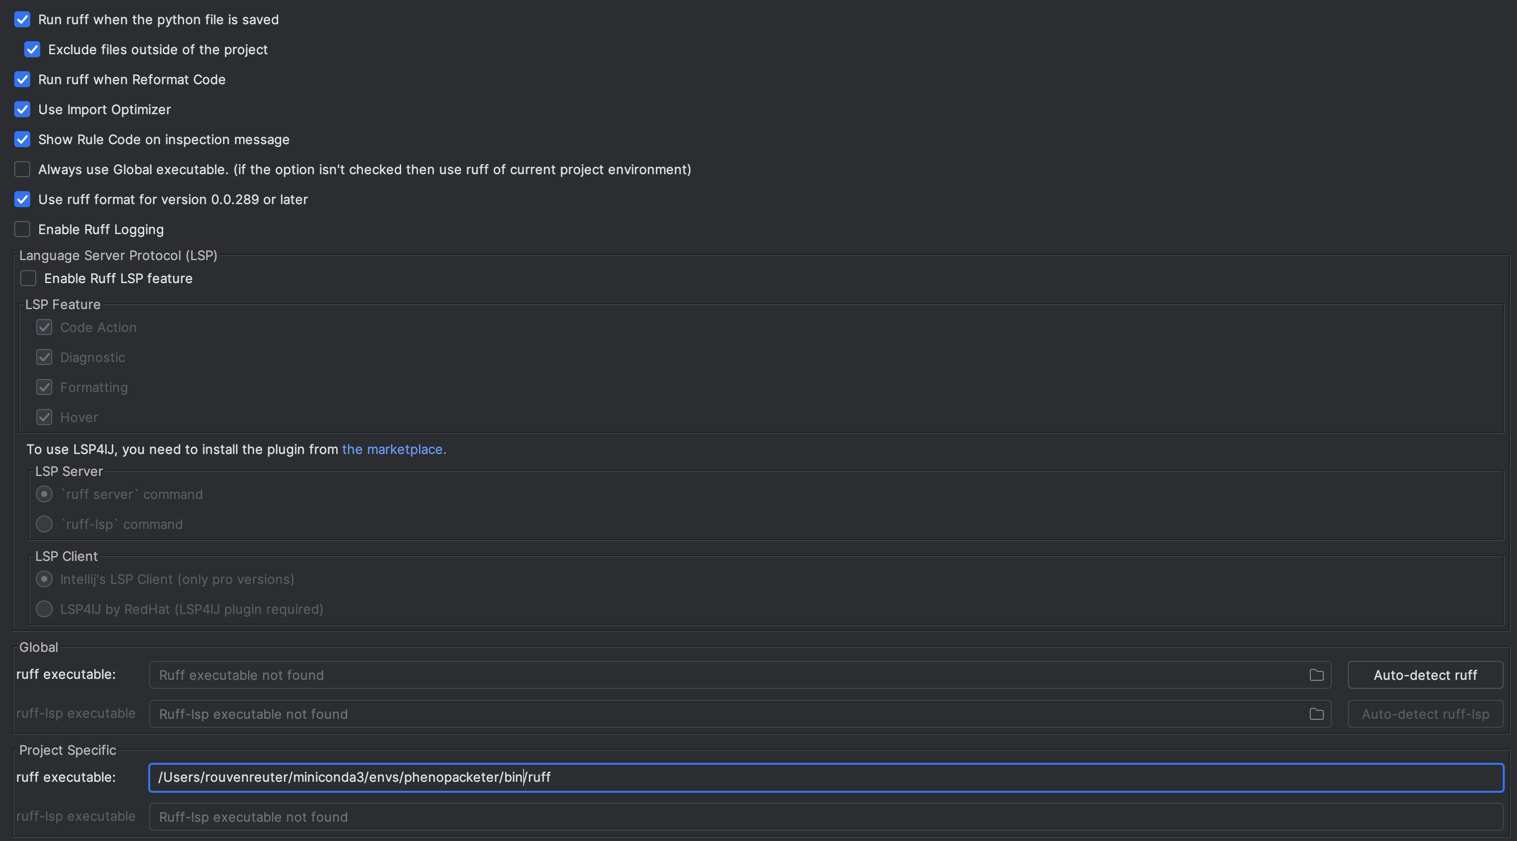 Run ruff when the python file is saved
Exclude files outside of the project
Run ruff when Reformat Code
Use Import Optimizer
Show Rule Code on inspection message
Always use Global executable. (if the option isn't checked then use ruff of current project environment)
Use ruff format for version 0.0.289 or later
Enable Ruff Logging
Language Server Protocol (LSP)
Enable Ruff LSP feature
LSP Feature
Code Action
Diagnostic
Formatting
Hover
To use LSP4IJ, you need to install the plugin from the marketplace.
LSP Server
`ruff server` command
`ruff-lsp` command
LSP Client
Intellij's LSP Client (only pro versions)
LSP4IJ by RedHat (LSP4IJ plugin required)
Global
ruff executable: Ruff executable not found Auto-detect ruff
ruff-lsp executable Ruff-lsp executable not found Auto-detect ruff-lsp
Project Specific
ruff executable: /Users/rouvenreuter/miniconda3/envs/phenopacketer/bin/ruff
ruff-lsp executable Ruff-lsp executable not found